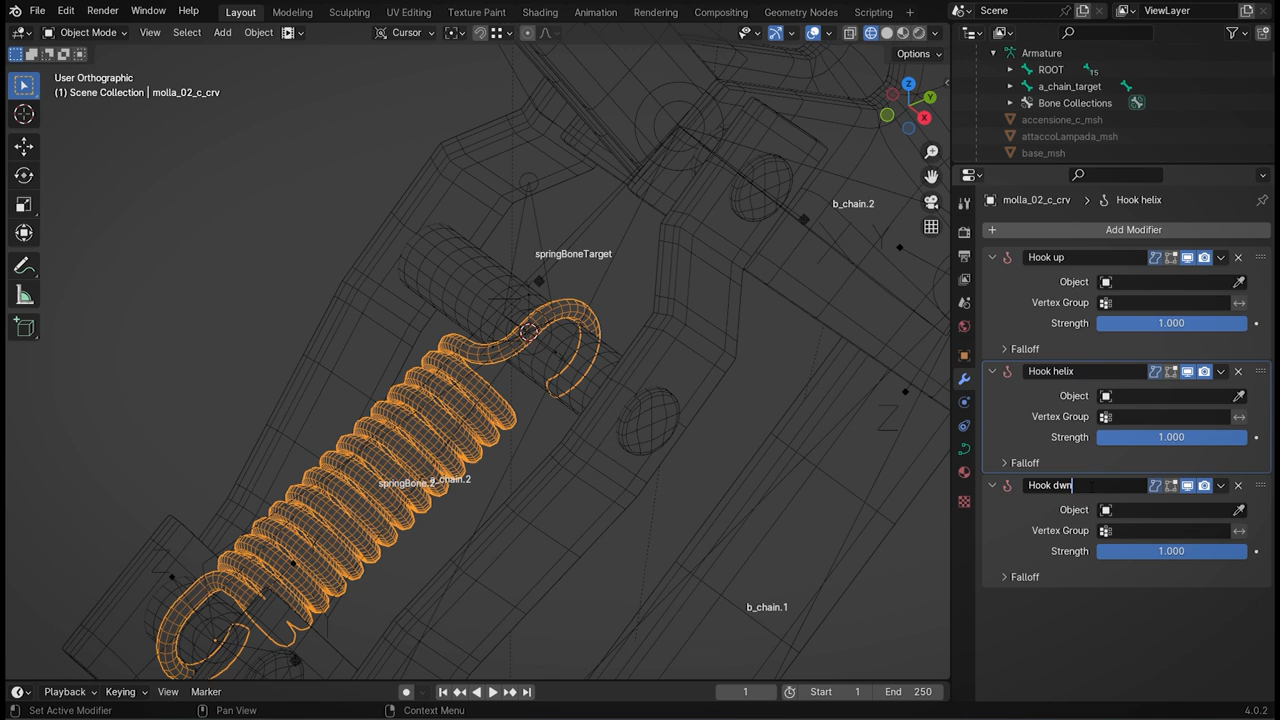 File Edit Render Window Help Layout Modeling Sculpting UV Editing Texture Paint Shading Animation Rendering Compositing Geometry Nodes Scripting + Scene ViewLayer
Object Mode View Select Add Object Cursor
Options
User Orthographic
(1) Scene Collection | molla_02_c_crv
Z
Y
X
Armature
ROOT 15
a_chain_target
Bone Collections
accensione_c_msh
attaccoLampada_msh
base_msh
b_chain.2
springBoneTarget
springBone.2
a_chain.2
b_chain.1
molla_02_c_crv > Hook helix
+ Add Modifier
Hook up
Object
Vertex Group
Strength 1.000
Falloff
Hook helix
Object
Vertex Group
Strength 1.000
Falloff
Hook dwn
Object
Vertex Group
Strength 1.000
Falloff
Playback Keying View Marker 1 Start 1 End 250
Set Active Modifier Pan View Context Menu 4.0.2